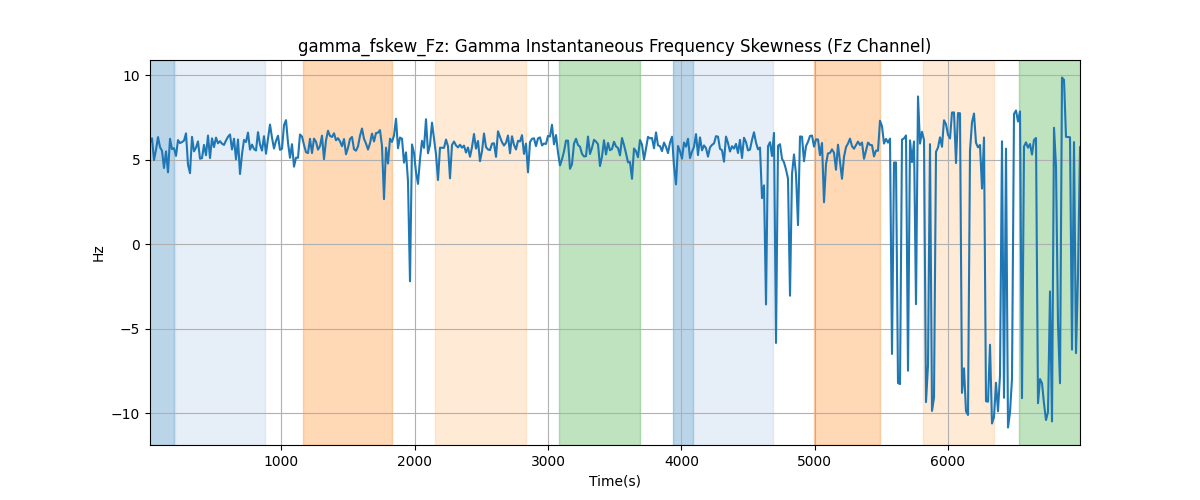 gamma_fskew_Fz: Gamma Instantaneous Frequency Skewness (Fz Channel)
10
5
0
−5
−10
Hz
1000 2000 3000 4000 5000 6000
Time(s)